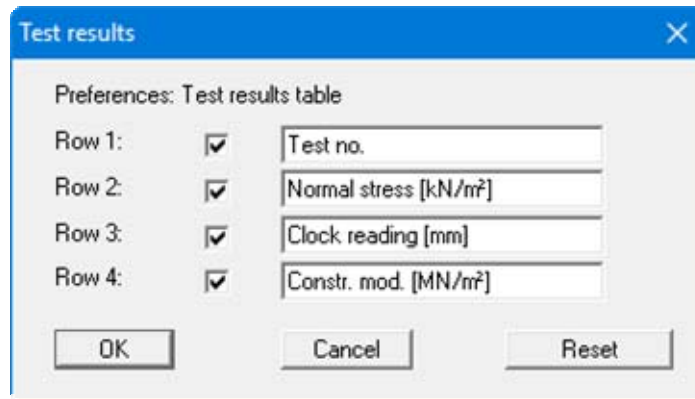 Test results
Preferences: Test results table
Row 1: Test no.
Row 2: Normal stress [kN/m²]
Row 3: Clock reading [mm]
Row 4: Constr. mod. [MN/m²]
OK Cancel Reset